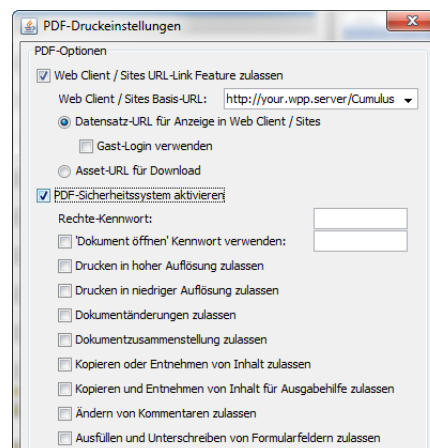 PDF-Druckeinstellungen
PDF-Optionen
Web Client / Sites URL-Link Feature zulassen
Web Client / Sites Basis-URL: http://your.wpp.server/Cumulus
Datensatz-URL für Anzeige in Web Client / Sites
Gast-Login verwenden
Asset-URL für Download
PDF-Sicherheitssystem aktivieren
Rechte-Kennwort:
'Dokument öffnen' Kennwort verwenden:
Drucken in hoher Auflösung zulassen
Drucken in niedriger Auflösung zulassen
Dokumentänderungen zulassen
Dokumentzusammenstellung zulassen
Kopieren oder Entnehmen von Inhalt zulassen
Kopieren und Entnehmen von Inhalt für Ausgabehilfe zulassen
Ändern von Kommentaren zulassen
Ausfüllen und Unterschreiben von Formularfeldern zulassen